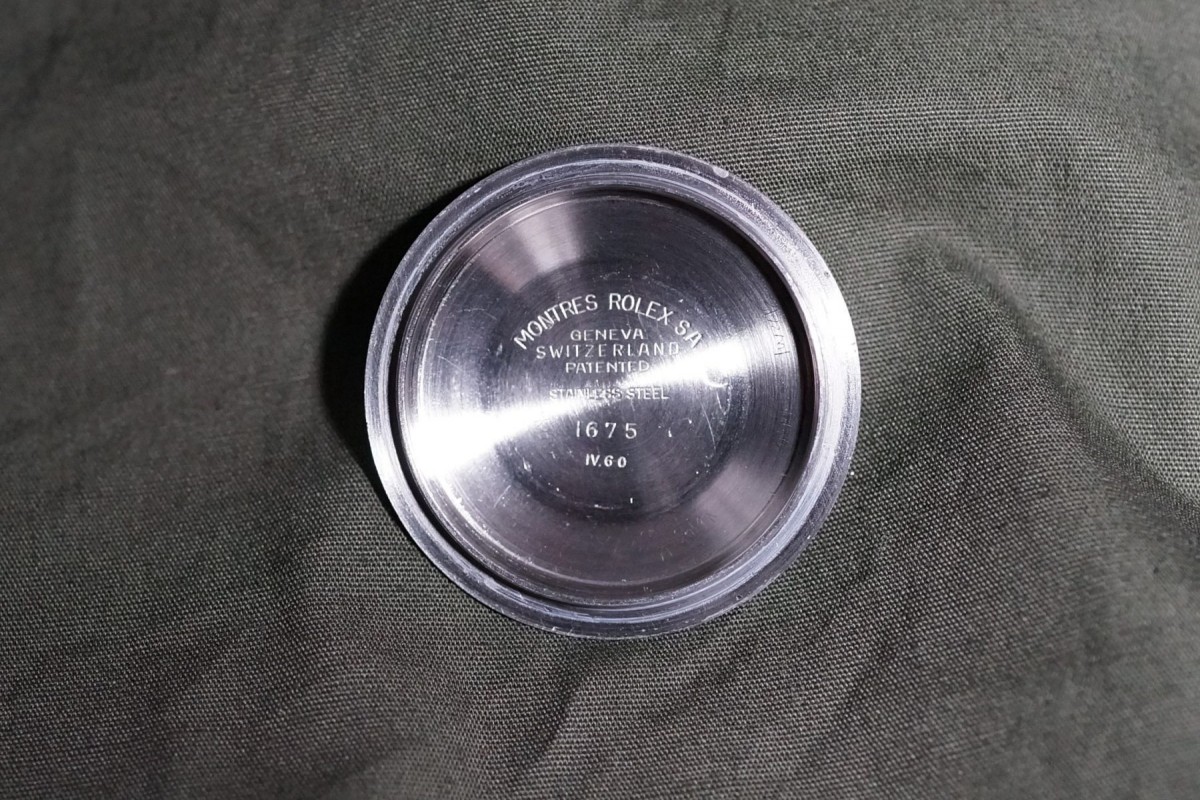 MONTRES ROLEX SA
GENEVA
SWITZERLAND
PATENTED
STAINLESS STEEL
1675
IV.60